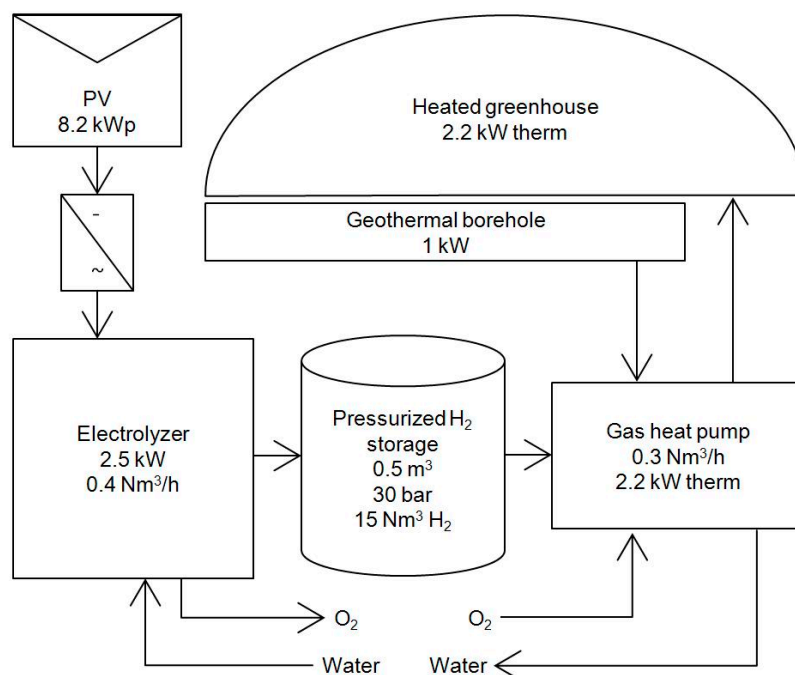 PV
8.2 kWp
Heated greenhouse
2.2 kW therm
-
~
Geothermal borehole
1 kW
Electrolyzer
2.5 kW
0.4 Nm³/h
Pressurized H₂
storage
0.5 m³
30 bar
15 Nm³ H₂
Gas heat pump
0.3 Nm³/h
2.2 kW therm
O₂
O₂
Water
Water